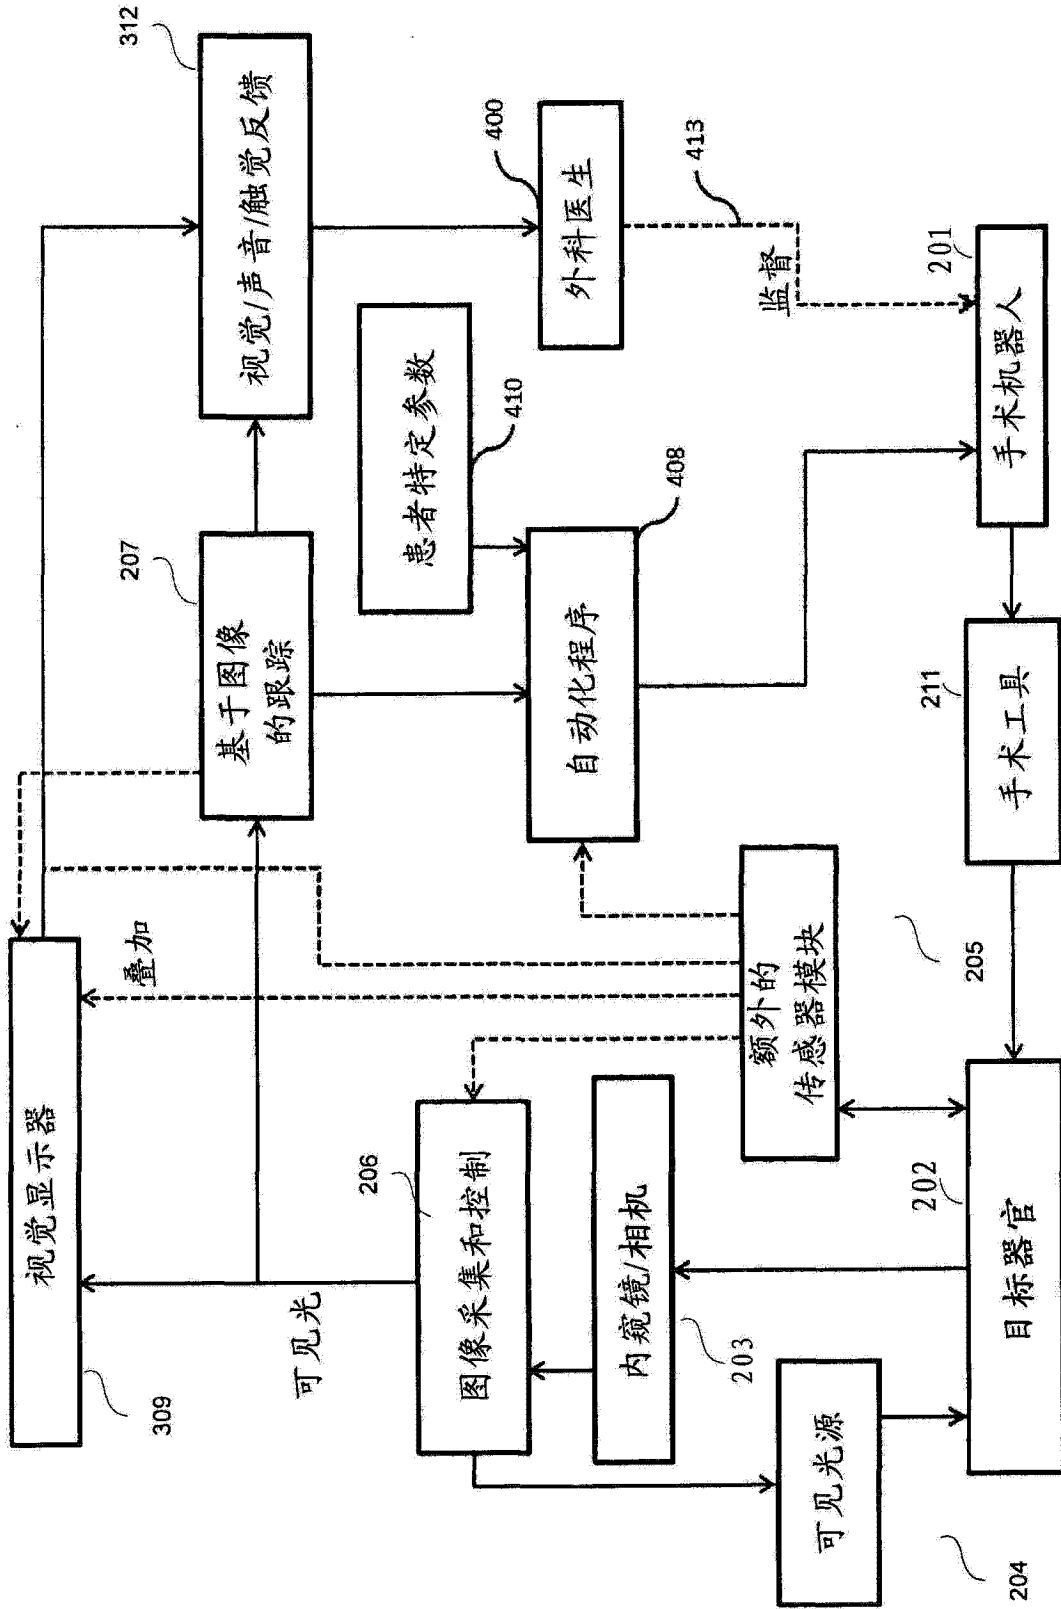 视觉显示器
309
叠加
可见光
基于图像
的跟踪
207
视觉/声音/触觉反馈
312
图像采集和控制
206
患者特定参数
410
自动化程序
408
外科医生
400
监督
413
内窥镜/相机
203
额外的
传感器模块
205
可见光源
204
目标器官
202
手术工具
211
手术机器人
201